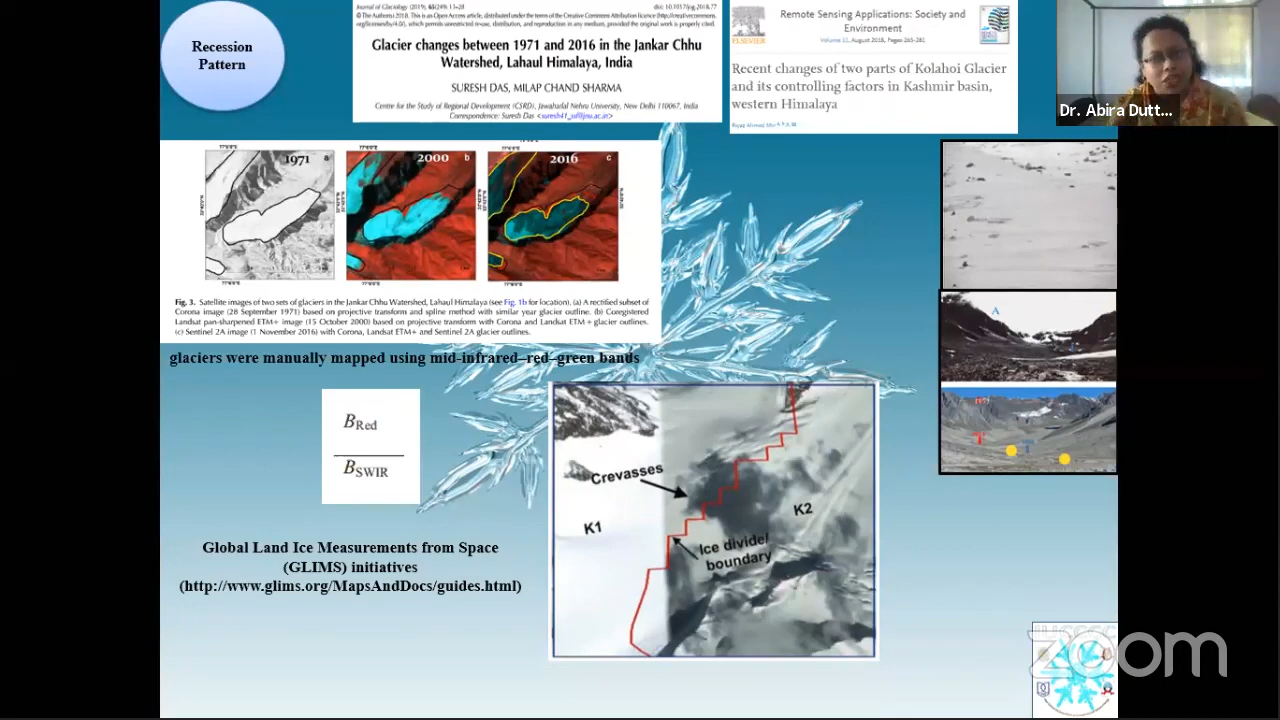 Recession
Pattern
Journal of Glaciology (2019), 65(249) 13–28
doi: 10.1017/jog.2018.77
© The Author(s) 2018. This is an Open Access article, distributed under the terms of the Creative Commons Attribution licence (http://creativecommons.
org/licenses/by/4.0/), which permits unrestricted re-use, distribution, and reproduction in any medium, provided the original work is properly cited.
Glacier changes between 1971 and 2016 in the Jankar Chhu
Watershed, Lahaul Himalaya, India
SURESH DAS, MILAP CHAND SHARMA
Centre for the Study of Regional Development (CSRD), Jawaharlal Nehru University, New Delhi 110067, India
Correspondence: Suresh Das
ELSEVIER
Remote Sensing Applications: Society and
Environment
August 2018, Pages 265-281
Recent changes of two parts of Kolahoi Glacier
and its controlling factors in Kashmir basin,
western Himalaya
Dr. Abira Dutt...
1971 a
2000 b
2016 c
Fig. 3. Satellite images of two sets of glaciers in the Jankar Chhu Watershed, Lahaul Himalaya (see Fig. 1b for location). (a) A rectified subset of
Corona image (28 September 1971) based on projective transform and spline method with similar year glacier outline. (b) Coregistered
Landsat pan-sharpened ETM+ image (15 October 2000) based on projective transform with Corona and Landsat ETM + glacier outlines.
(c) Sentinel 2A image (1 November 2016) with Corona, Landsat ETM+ and Sentinel 2A glacier outlines.
glaciers were manually mapped using mid-infrared–red–green bands
BRed
BSWIR
Global Land Ice Measurements from Space
(GLIMS) initiatives
(http://www.glims.org/MapsAndDocs/guides.html)
Crevasses
K1
K2
Ice divide/
boundary
A
zoom